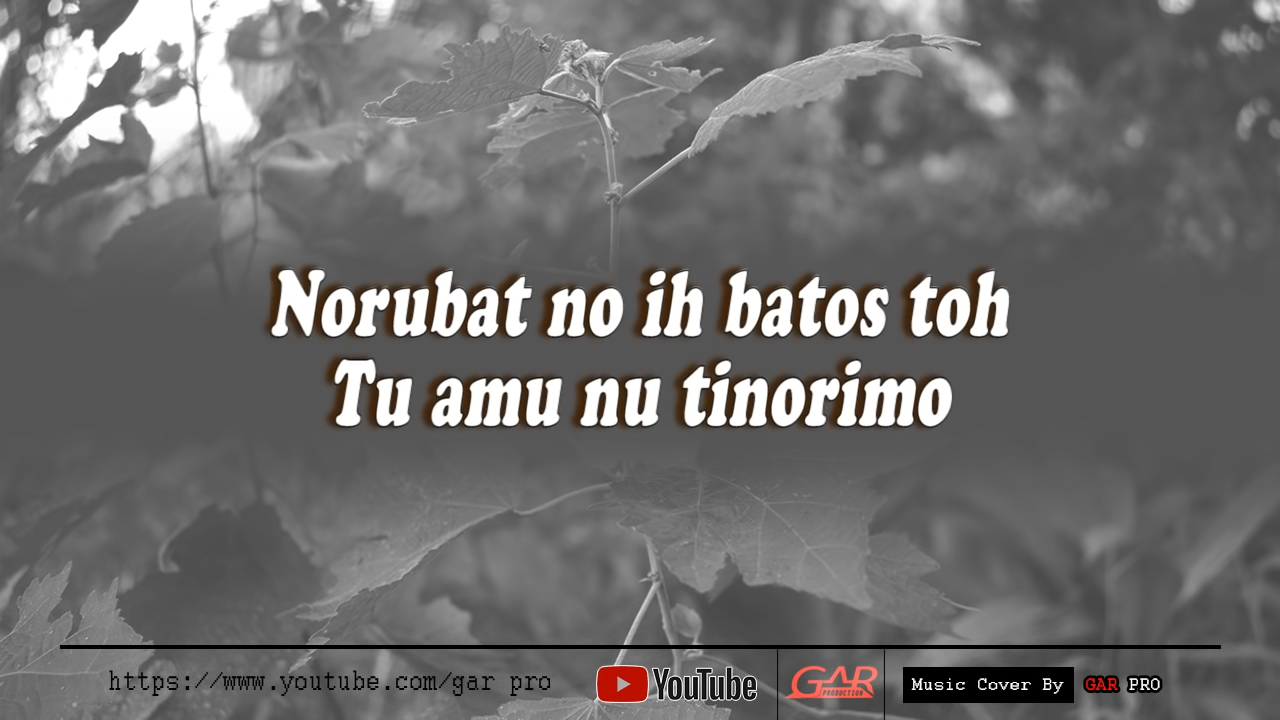 Norubat no ih batos toh
Tu amu nu tinorimo
https://www.youtube.com/gar pro
YouTube
GAR
PRODUCTION
Music Cover By GAR PRO